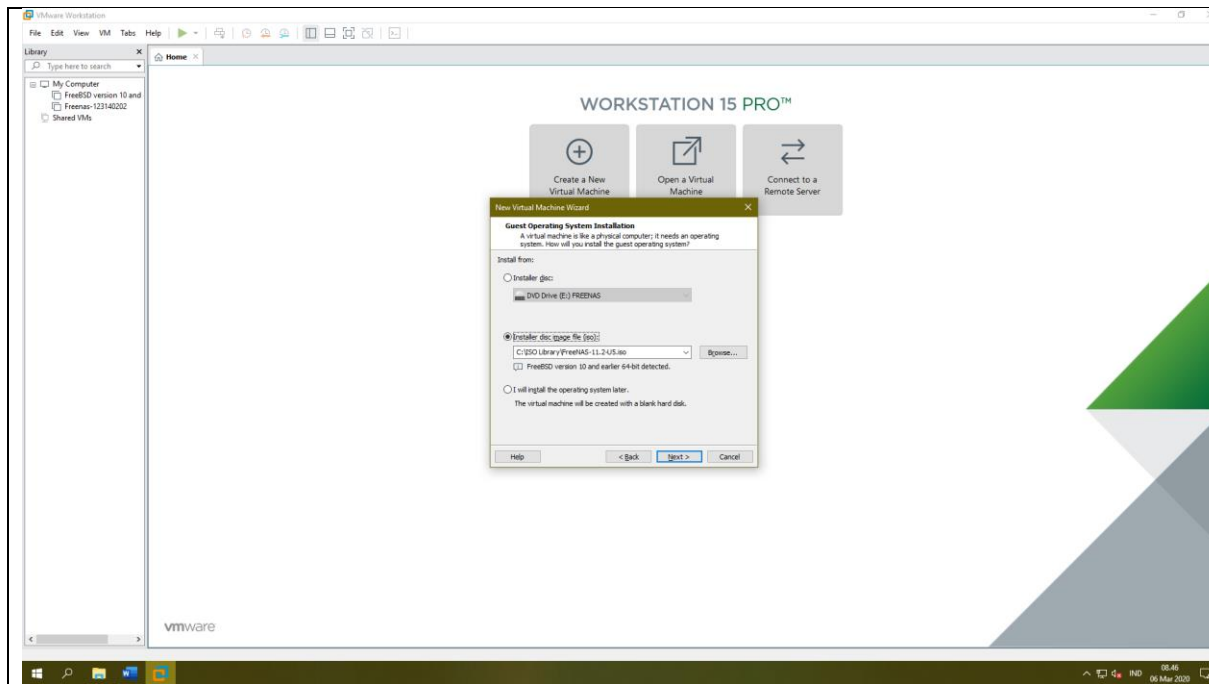 VMware Workstation
File Edit View VM Tabs Help
Library
Type here to search
My Computer
FreeBSD version 10 and
Freenas-123140202
Shared VMs
Home
WORKSTATION 15 PRO™
Create a New
Virtual Machine
Open a Virtual
Machine
Connect to a
Remote Server
New Virtual Machine Wizard
Guest Operating System Installation
A virtual machine is like a physical computer; it needs an operating
system. How will you install the guest operating system?
Install from:
Installer disc:
DVD Drive (E:) FREENAS
Installer disc image file (iso):
C:\ISO Library\FreeNAS-11.2-U5.iso
Browse...
FreeBSD version 10 and earlier 64-bit detected.
I will install the operating system later.
The virtual machine will be created with a blank hard disk.
Help < Back Next > Cancel
vmware
IND
08.46
06 Mar 2020